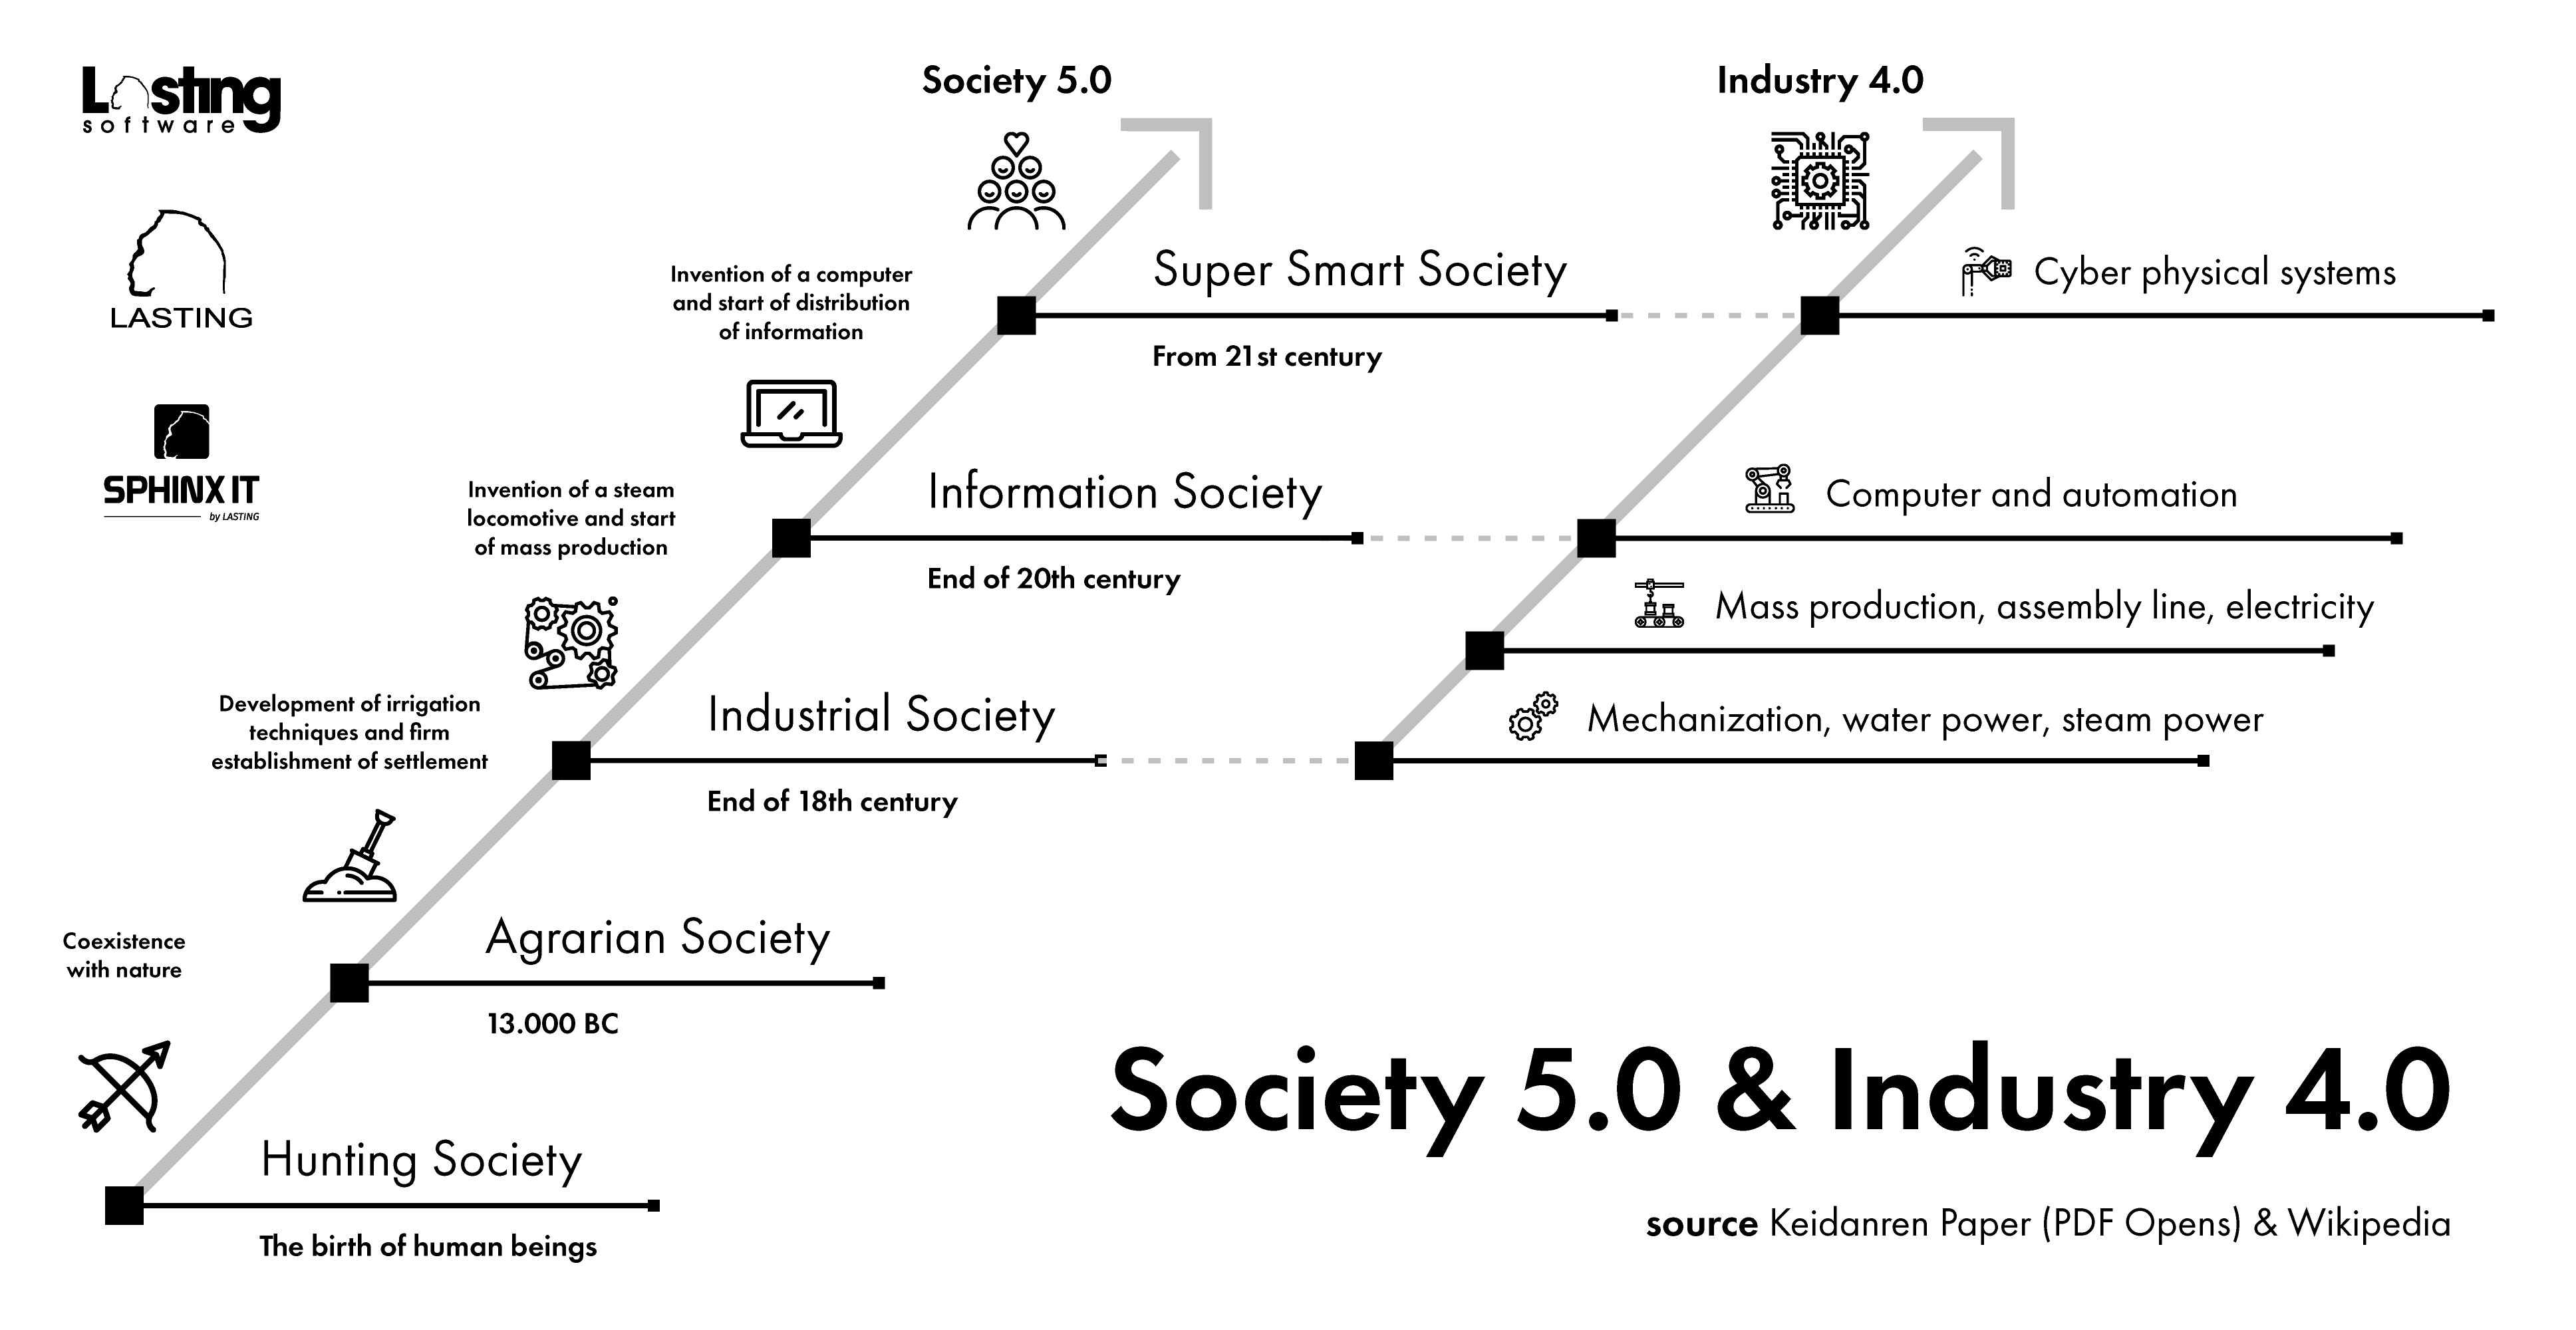 Lasting
software
LASTING
SPHINX IT
by LASTING
Society 5.0
Industry 4.0
Invention of a computer
and start of distribution
of information
Super Smart Society
From 21st century
Cyber physical systems
Invention of a steam
locomotive and start
of mass production
Information Society
End of 20th century
Computer and automation
Mass production, assembly line, electricity
Development of irrigation
techniques and firm
establishment of settlement
Industrial Society
End of 18th century
Mechanization, water power, steam power
Coexistence
with nature
Agrarian Society
13.000 BC
Hunting Society
The birth of human beings
Society 5.0 & Industry 4.0
source Keidanren Paper (PDF Opens) & Wikipedia